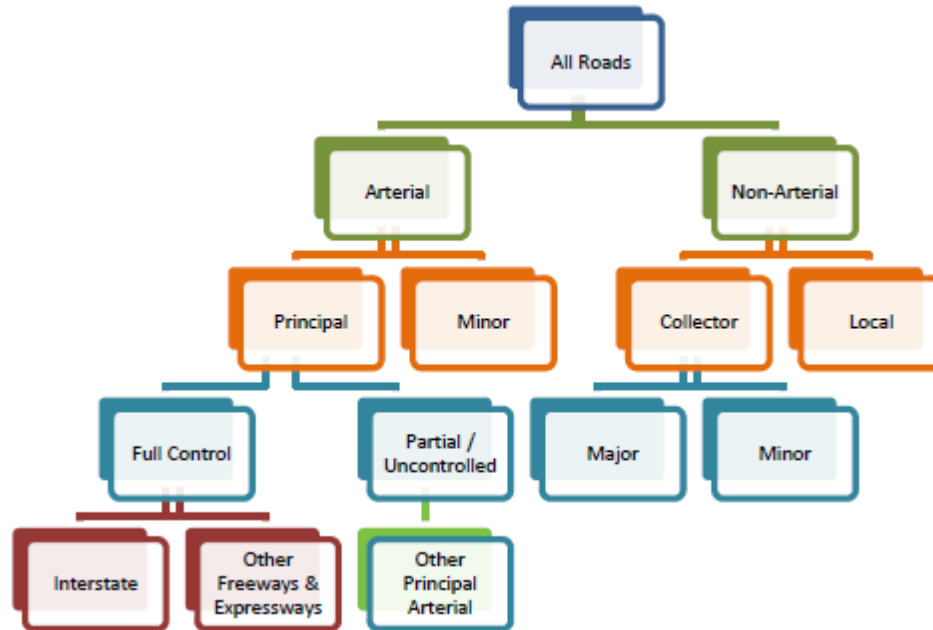 All Roads
Arterial
Non-Arterial
Principal
Minor
Collector
Local
Full Control
Partial /
Uncontrolled
Major
Minor
Interstate
Other
Freeways &
Expressways
Other
Principal
Arterial